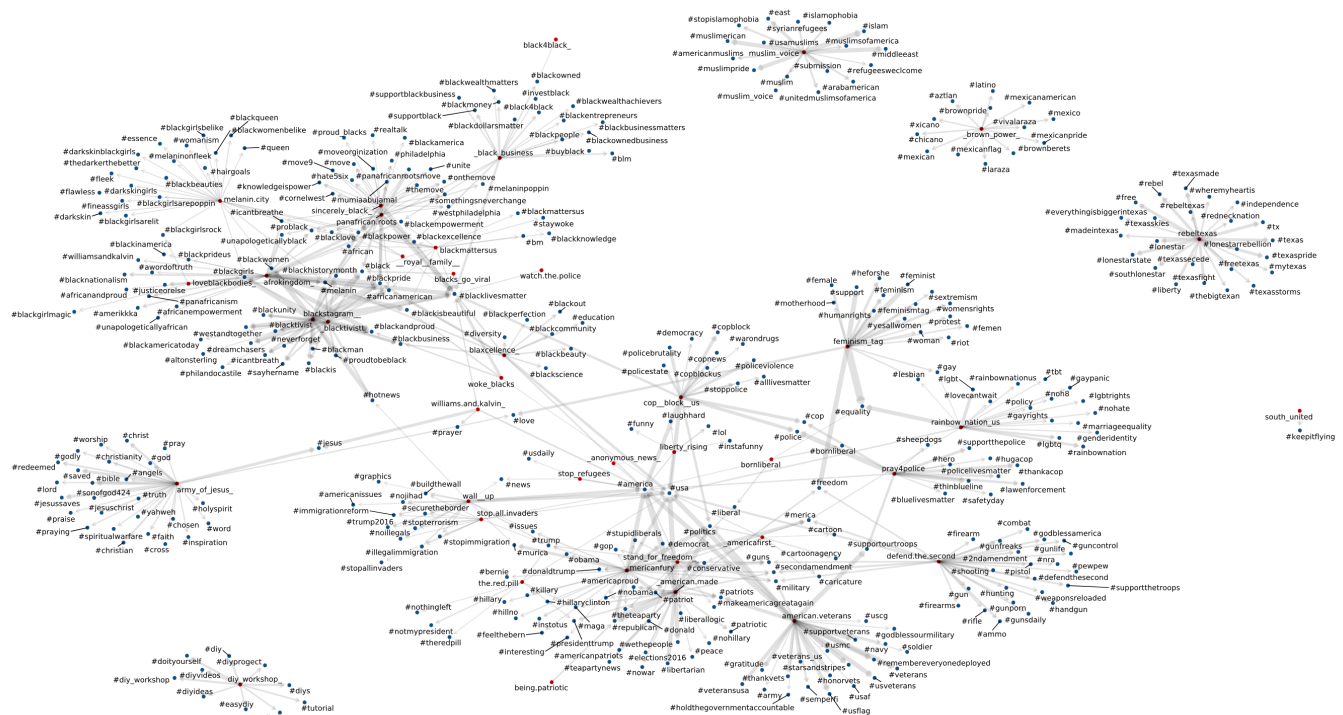 #stopislamophobia
#east
#islamophobia
#syrianrefugees
#islam
#muslimerican
#usamuslims
#muslimsofamerica
#americanmuslims
muslim_voice
#middleeast
#muslimpride
#submission
#refugeesweclcome
#muslim
#arabamerican
#muslim_voice
#unitedmuslimsofamerica
black4black_
#latino
#aztlan
#mexicanamerican
#brownpride
#mexico
#xicano
#vivalaraza
_brown_power_
#chicano
#mexicanpride
#mexicanflag
#brownberets
#mexican
#laraza
#blackowned
#blackwealthmatters
#supportblackbusiness
#investblack
#blackmoney
#black4black
#blackwealthachievers
#supportblack
#blackentrepreneurs
#blackdollarsmatter
#blackpeople
#blackbusinessmatters
#blackownedbusiness
_black_business
#buyblack
#blm
#blackqueen
#blackgirlsbelike
#blackwomenbelike
#essence
#womanism
#darkskinblackgirls
#melaninonfleek
#queen
#thedarkerthebetter
#hairgoals
#fleek
#blackbeauties
#flawless
#darkskingirls
#blackgirlsarepoppin
melanin.city
#fineassgirls
#darkskin
#blackgirlsarelit
#proud_blacks
#realtalk
#blackamerica
#moveorginization
#philadelphia
#move9
#move
#unite
#hate5six
#panafricanrootsmove
#onthemove
#knowledgeispower
#themove
#melaninpoppin
#cornelwest
#mumiaabujamal
#somethingsneverchange
sincerely_black_
#westphiladelphia
#icantbreathe
panafricanroots
#blackmattersus
#problack
#blackempowerment
#staywoke
#blackgirlsrock
#blacklove
#blackpower
#blackexcellence
#bm
#blackknowledge
#unapologeticallyblack
#african
blackmattersus
#blackinamerica
#blackprideus
#blackwomen
#black
__royal__family__
#williamsandkalvin
#awordoftruth
#blackgirls
#blackhistorymonth
blacks_go_viral
watch.the.police
#blacknationalism
#justiceorelse
loveblackbodies_
afrokingdom_
#melanin
#blackpride
#africanandproud
#panafricanism
#africanamerican
#blacklivesmatter
#blackgirlmagic
#amerikkka
#africanempowerment
#blackunity
blackstagram__
#blackisbeautiful
#blackperfection
#blackout
#unapologeticallyafrican
#blacktivist
blacktivistt
#blackandproud
#education
#westandtogether
#neverforget
#blackbusiness
#diversity
#blackcommunity
#blackamericatoday
#dreamchasers
#blackman
blaxcellence_
#blackbeauty
#altonsterling
#icantbreath
#proudtobeblack
#philandocastile
#sayhername
#blackis
#blackscience
#hotnews
woke_blacks
williams.and.kalvin_
#love
#prayer
#texasmade
#rebel
#wheremyheartis
#free
#rebeltexas
#independence
#everythingisbiggerintexas
#rednecknation
#texasskies
#tx
#madeintexas
rebeltexas
#texas
#lonestar
#lonestarrebellion
#texassecede
#texaspride
#lonestarstate
#freetexas
#southlonestar
#mytexas
#texasfight
#liberty
#thebigtexan
#texasstorms
#female
#heforshe
#feminist
#support
#feminism
#motherhood
#sextremism
#humanrights
#feminismtag
#womensrights
#yesallwomen
#protest
feminism_tag
#woman
#femen
#riot
#democracy
#copblock
#policebrutality
#warondrugs
#copnews
#policestate
#policeviolence
#copblockus
#stoppolice
#alllivesmatter
cop__block__us
#laughhard
#funny
#lol
liberty_rising
#instafunny
#gay
#lesbian
#lgbt
#rainbownationus
#tbt
#gaypanic
#lovecantwait
#noh8
#lgbtrights
#equality
#policy
#gayrights
#nohate
rainbow_nation_us
#marriageequality
#lgbtq
#genderidentity
#rainbownation
#cop
#police
#bornliberal
bornliberal
#sheepdogs
#supportthepolice
#hero
#hugacop
pray4police
#policelivesmatter
#thankacop
#thinblueline
#lawenforcement
#bluelivesmatter
#safetyday
#freedom
south_united
#keepitflying
#jesus
#christ
#worship
#pray
#godly
#christianity
#god
#redeemed
#saved
#bible
#angels
#lord
#sonofgod424
#truth
army_of_jesus_
#jesussaves
#jesuschrist
#holyspirit
#praise
#yahweh
#chosen
#praying
#spiritualwarfare
#faith
#word
#christian
#cross
#inspiration
#usdaily
_anonymous_news_
stop_refugees
#news
#america
#usa
#graphics
#buildthewall
#americanissues
#nojihad
wall__up
#immigrationreform
#securetheborder
stop.all.invaders
#trump2016_
#stopterrorism
#noillegals
#issues
#illegalimmigration
#stopimmigration
#trump
#stopallinvaders
#murica
#liberal
#merica
#politics
#cartoon
#stupidliberals
_americafirst_
#supportourtroops
#gop
#democrat
#obama
stand_for_freedom
#guns
#cartoonagency
#bernie
#donaldtrump
_mericanfury
#conservative
#secondamendment
the.red.pill
#americaproud
_american.made
#military
#caricature
#killary
#nobama
#patriots
#hillary
#hillaryclinton
#patriot
#makeamericagreatagain
#nothingleft
#hillno
#theteaparty
#liberallogic
#instotus
#maga
#republican
#donald
#patriotic
#notmypresident
#feelthebern
#nohillary
#theredpill
#presidenttrump
#wethepeople
#interesting
#americanpatriots
#elections2016
#peace
#teapartynews
#nowar
#libertarian
being.patriotic
#combat
#firearm
#godblessamerica
#gunfreaks
#gunlife
#guncontrol
defend.the.second
#2ndamendment
#nra
#pewpew
#shooting
#pistol
#defendthesecond
#gun
#hunting
#supportthetroops
#weaponsreloaded
#firearms
#gunporn
#handgun
#rifle
#gunsdaily
#ammo
american.veterans
#uscg
#supportveterans
#godblessourmilitary
#usmc
#soldier
#veterans_us
#navy
#gratitude
#starsandstripes
#remembereveryonedeployed
#thankvets
#honorvets
#veterans
#veteransusa
#usveterans
#army
#semperfi
#usaf
#holdthegovernmentaccountable
#usflag
#diy
#doityourself
#diyprogect
#diy_workshop
#diyvideos
diy_workshop_
#diyideas
#diys
#easydiy
#tutorial